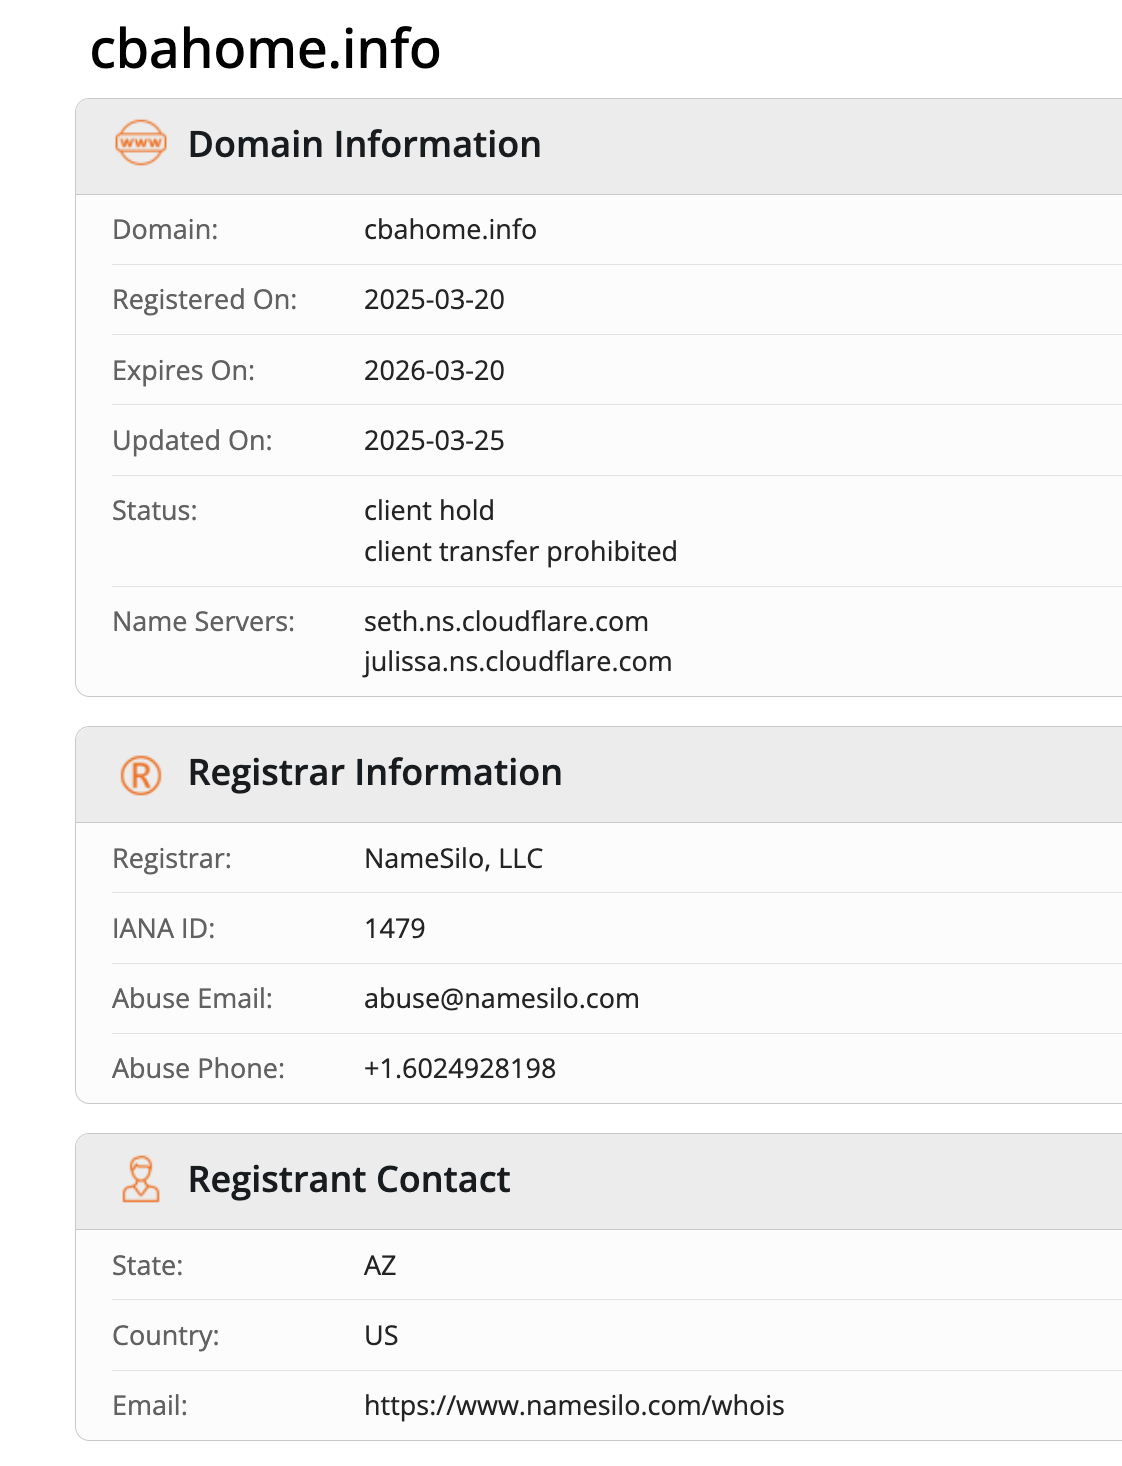 cbahome.info
www
Domain Information
Domain: cbahome.info
Registered On: 2025-03-20
Expires On: 2026-03-20
Updated On: 2025-03-25
Status: client hold
client transfer prohibited
Name Servers: seth.ns.cloudflare.com
julissa.ns.cloudflare.com
R Registrar Information
Registrar: NameSilo, LLC
IANA ID: 1479
Abuse Email: abuse@namesilo.com
Abuse Phone: +1.6024928198
Registrant Contact
State: AZ
Country: US
Email: https://www.namesilo.com/whois